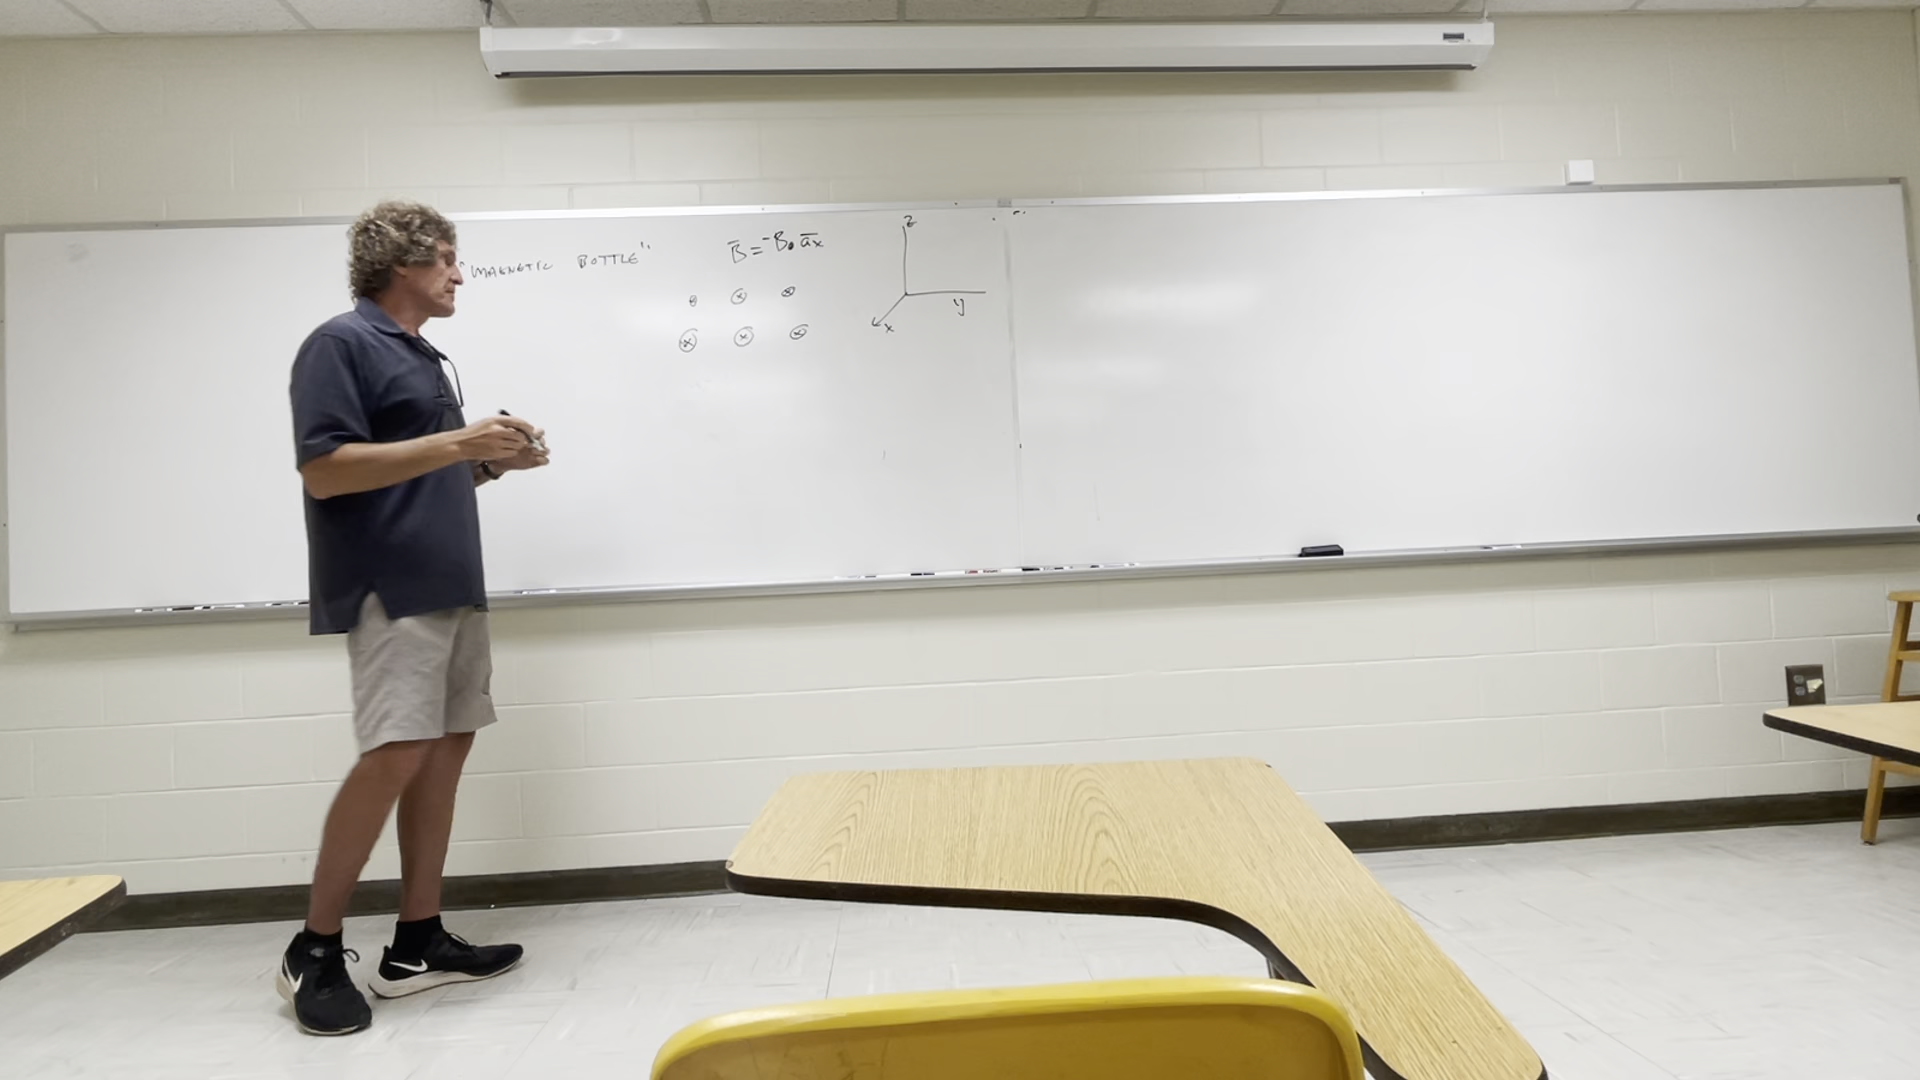 "MAGNETIC BOTTLE"
B̄ = -B₀ āx
z
y
x